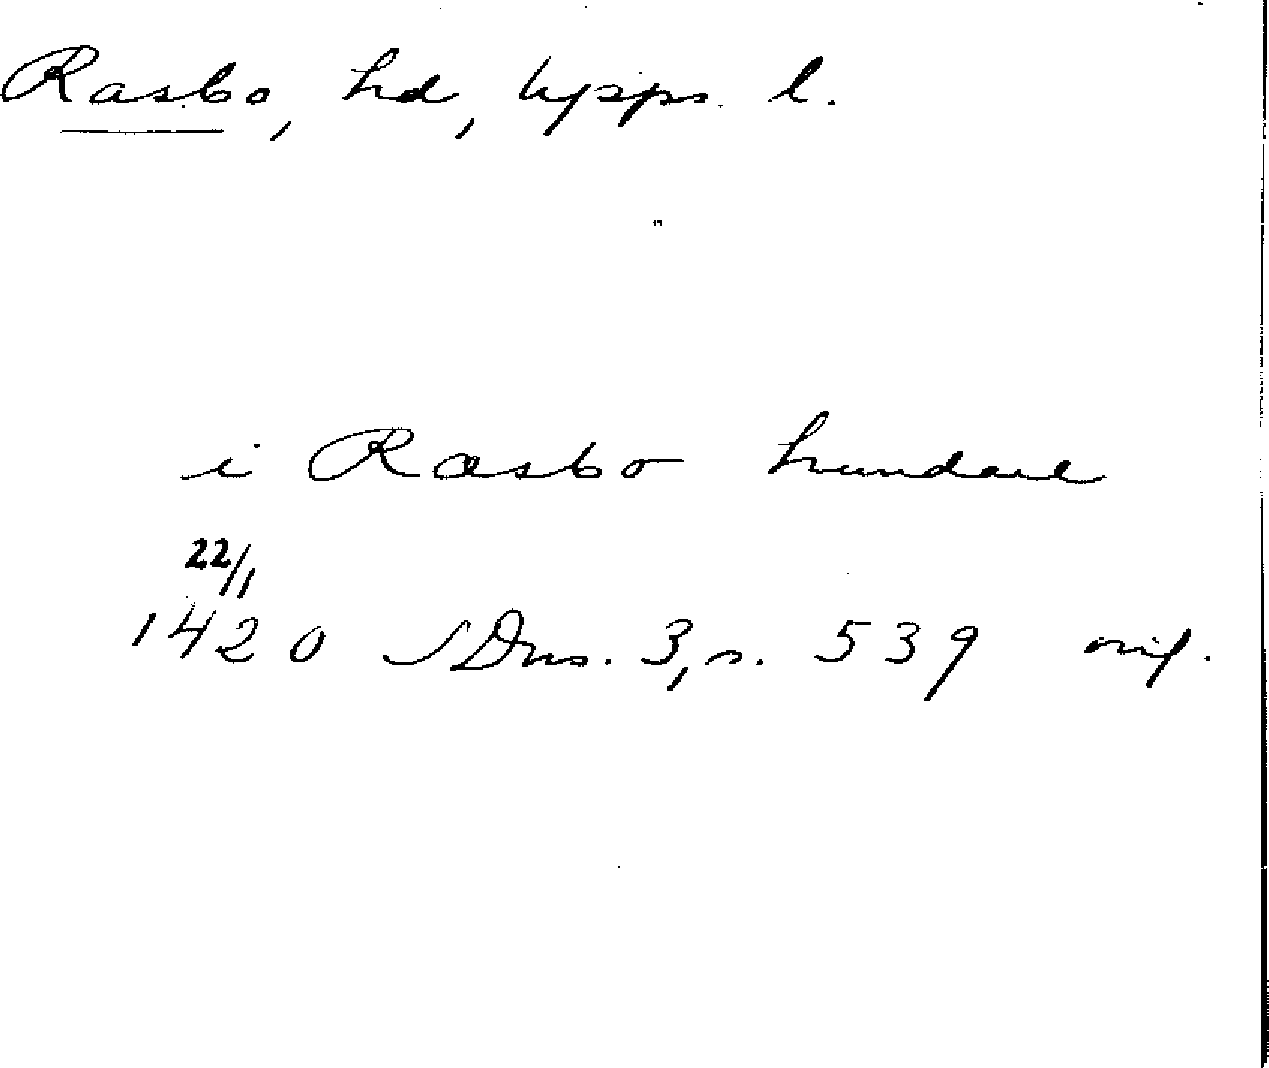 Rasbo, hd, Upps. l.
i Rasbo hundare
22/1
1420 SDns. 3, s. 539 orig.